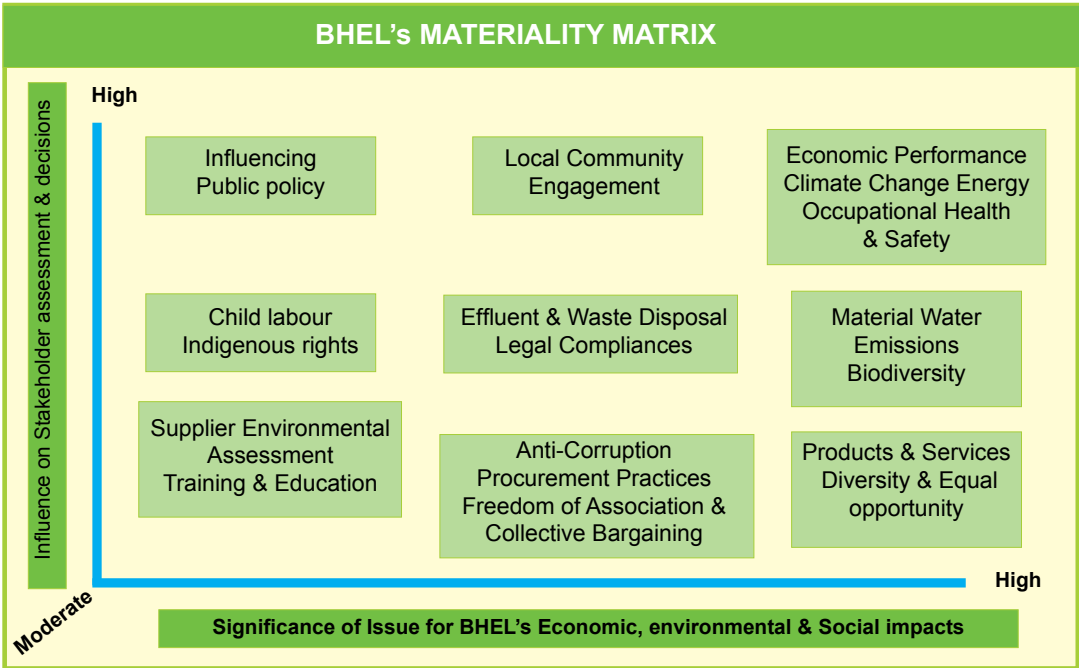 BHEL's MATERIALITY MATRIX
Influence on Stakeholder assessment & decisions
High
Influencing
Public policy
Local Community
Engagement
Economic Performance
Climate Change Energy
Occupational Health
& Safety
Child labour
Indigenous rights
Effluent & Waste Disposal
Legal Compliances
Material Water
Emissions
Biodiversity
Supplier Environmental
Assessment
Training & Education
Anti-Corruption
Procurement Practices
Freedom of Association &
Collective Bargaining
Products & Services
Diversity & Equal
opportunity
Moderate
High
Significance of Issue for BHEL's Economic, environmental & Social impacts